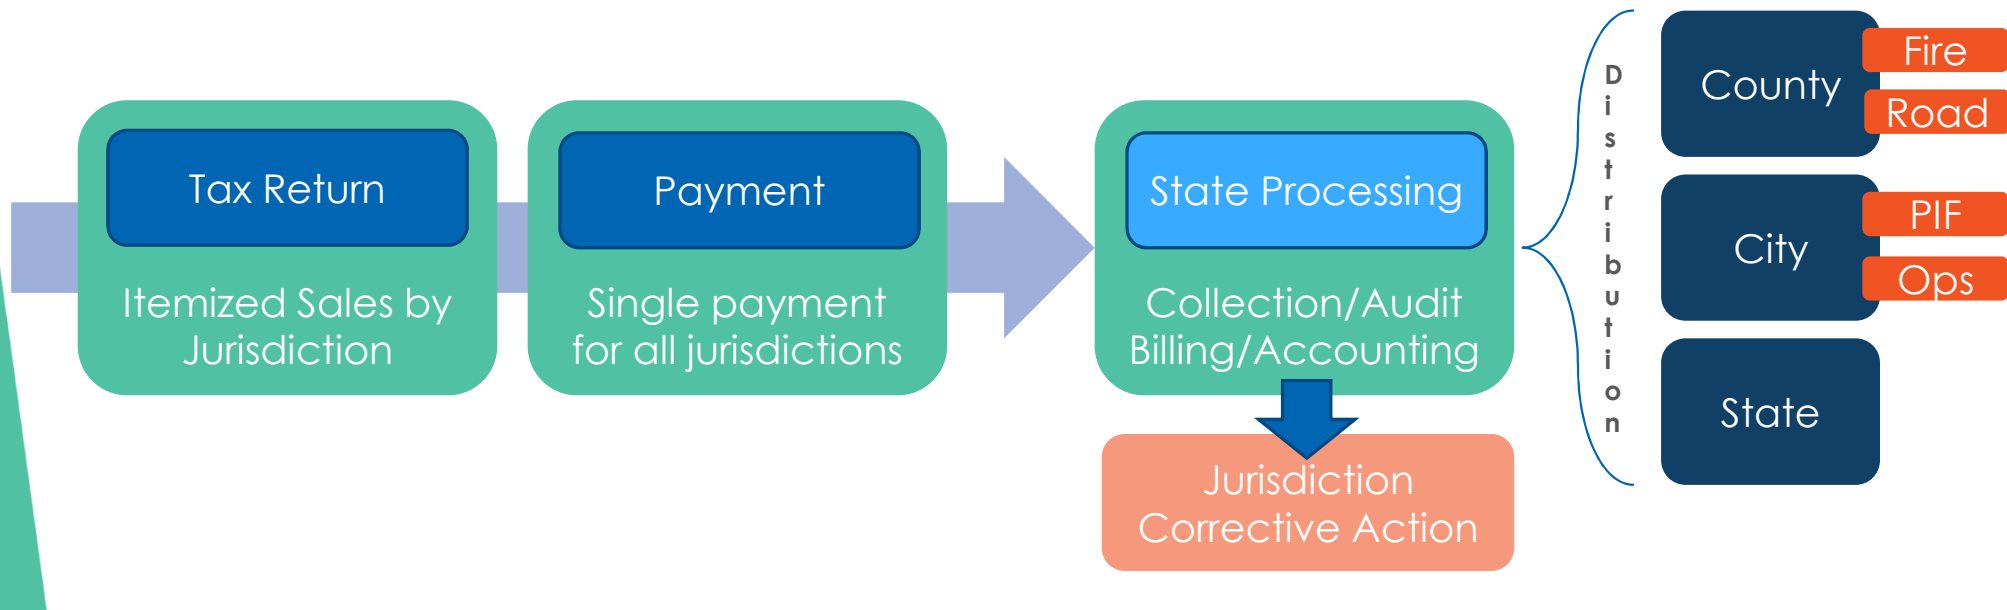 Tax Return
Itemized Sales by
Jurisdiction
Payment
Single payment
for all jurisdictions
State Processing
Collection/Audit
Billing/Accounting
Jurisdiction
Corrective Action
Distribution
County
Fire
Road
City
PIF
Ops
State